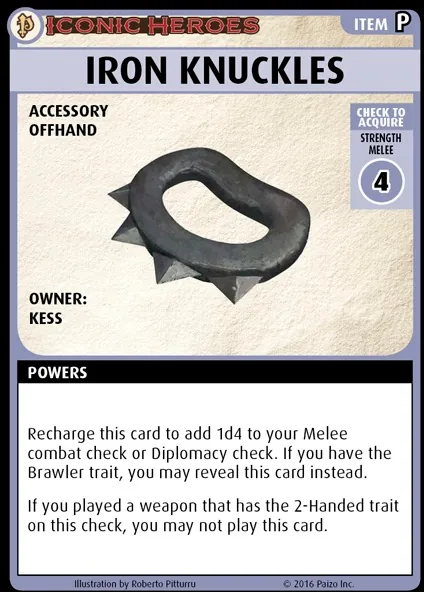 ICONIC HEROES
ITEM P
IRON KNUCKLES
ACCESSORY
OFFHAND
CHECK TO
ACQUIRE
STRENGTH
MELEE
4
OWNER:
KESS
POWERS
Recharge this card to add 1d4 to your Melee
combat check or Diplomacy check. If you have the
Brawler trait, you may reveal this card instead.
If you played a weapon that has the 2-Handed trait
on this check, you may not play this card.
Illustration by Roberto Pitturru
© 2016 Paizo Inc.